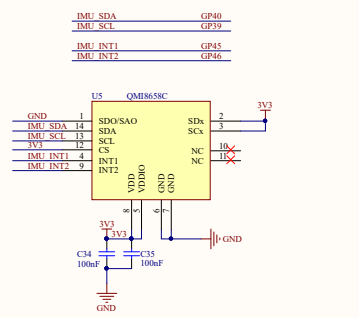 IMU_SDA GP40
IMU_SCL GP39
IMU_INT1 GP45
IMU_INT2 GP46
U5 QMI8658C
GND 1 SDO/SAO SDx 2 3V3
IMU_SDA 14 SDA SCx 3
IMU_SCL 13 SCL
3V3 12 CS NC 10
IMU_INT1 4 INT1 NC 11
IMU_INT2 9 INT2
VDD VDDIO GND GND
8 5 6 7
3V3
3V3 GND
C34 C35
100nF 100nF
GND